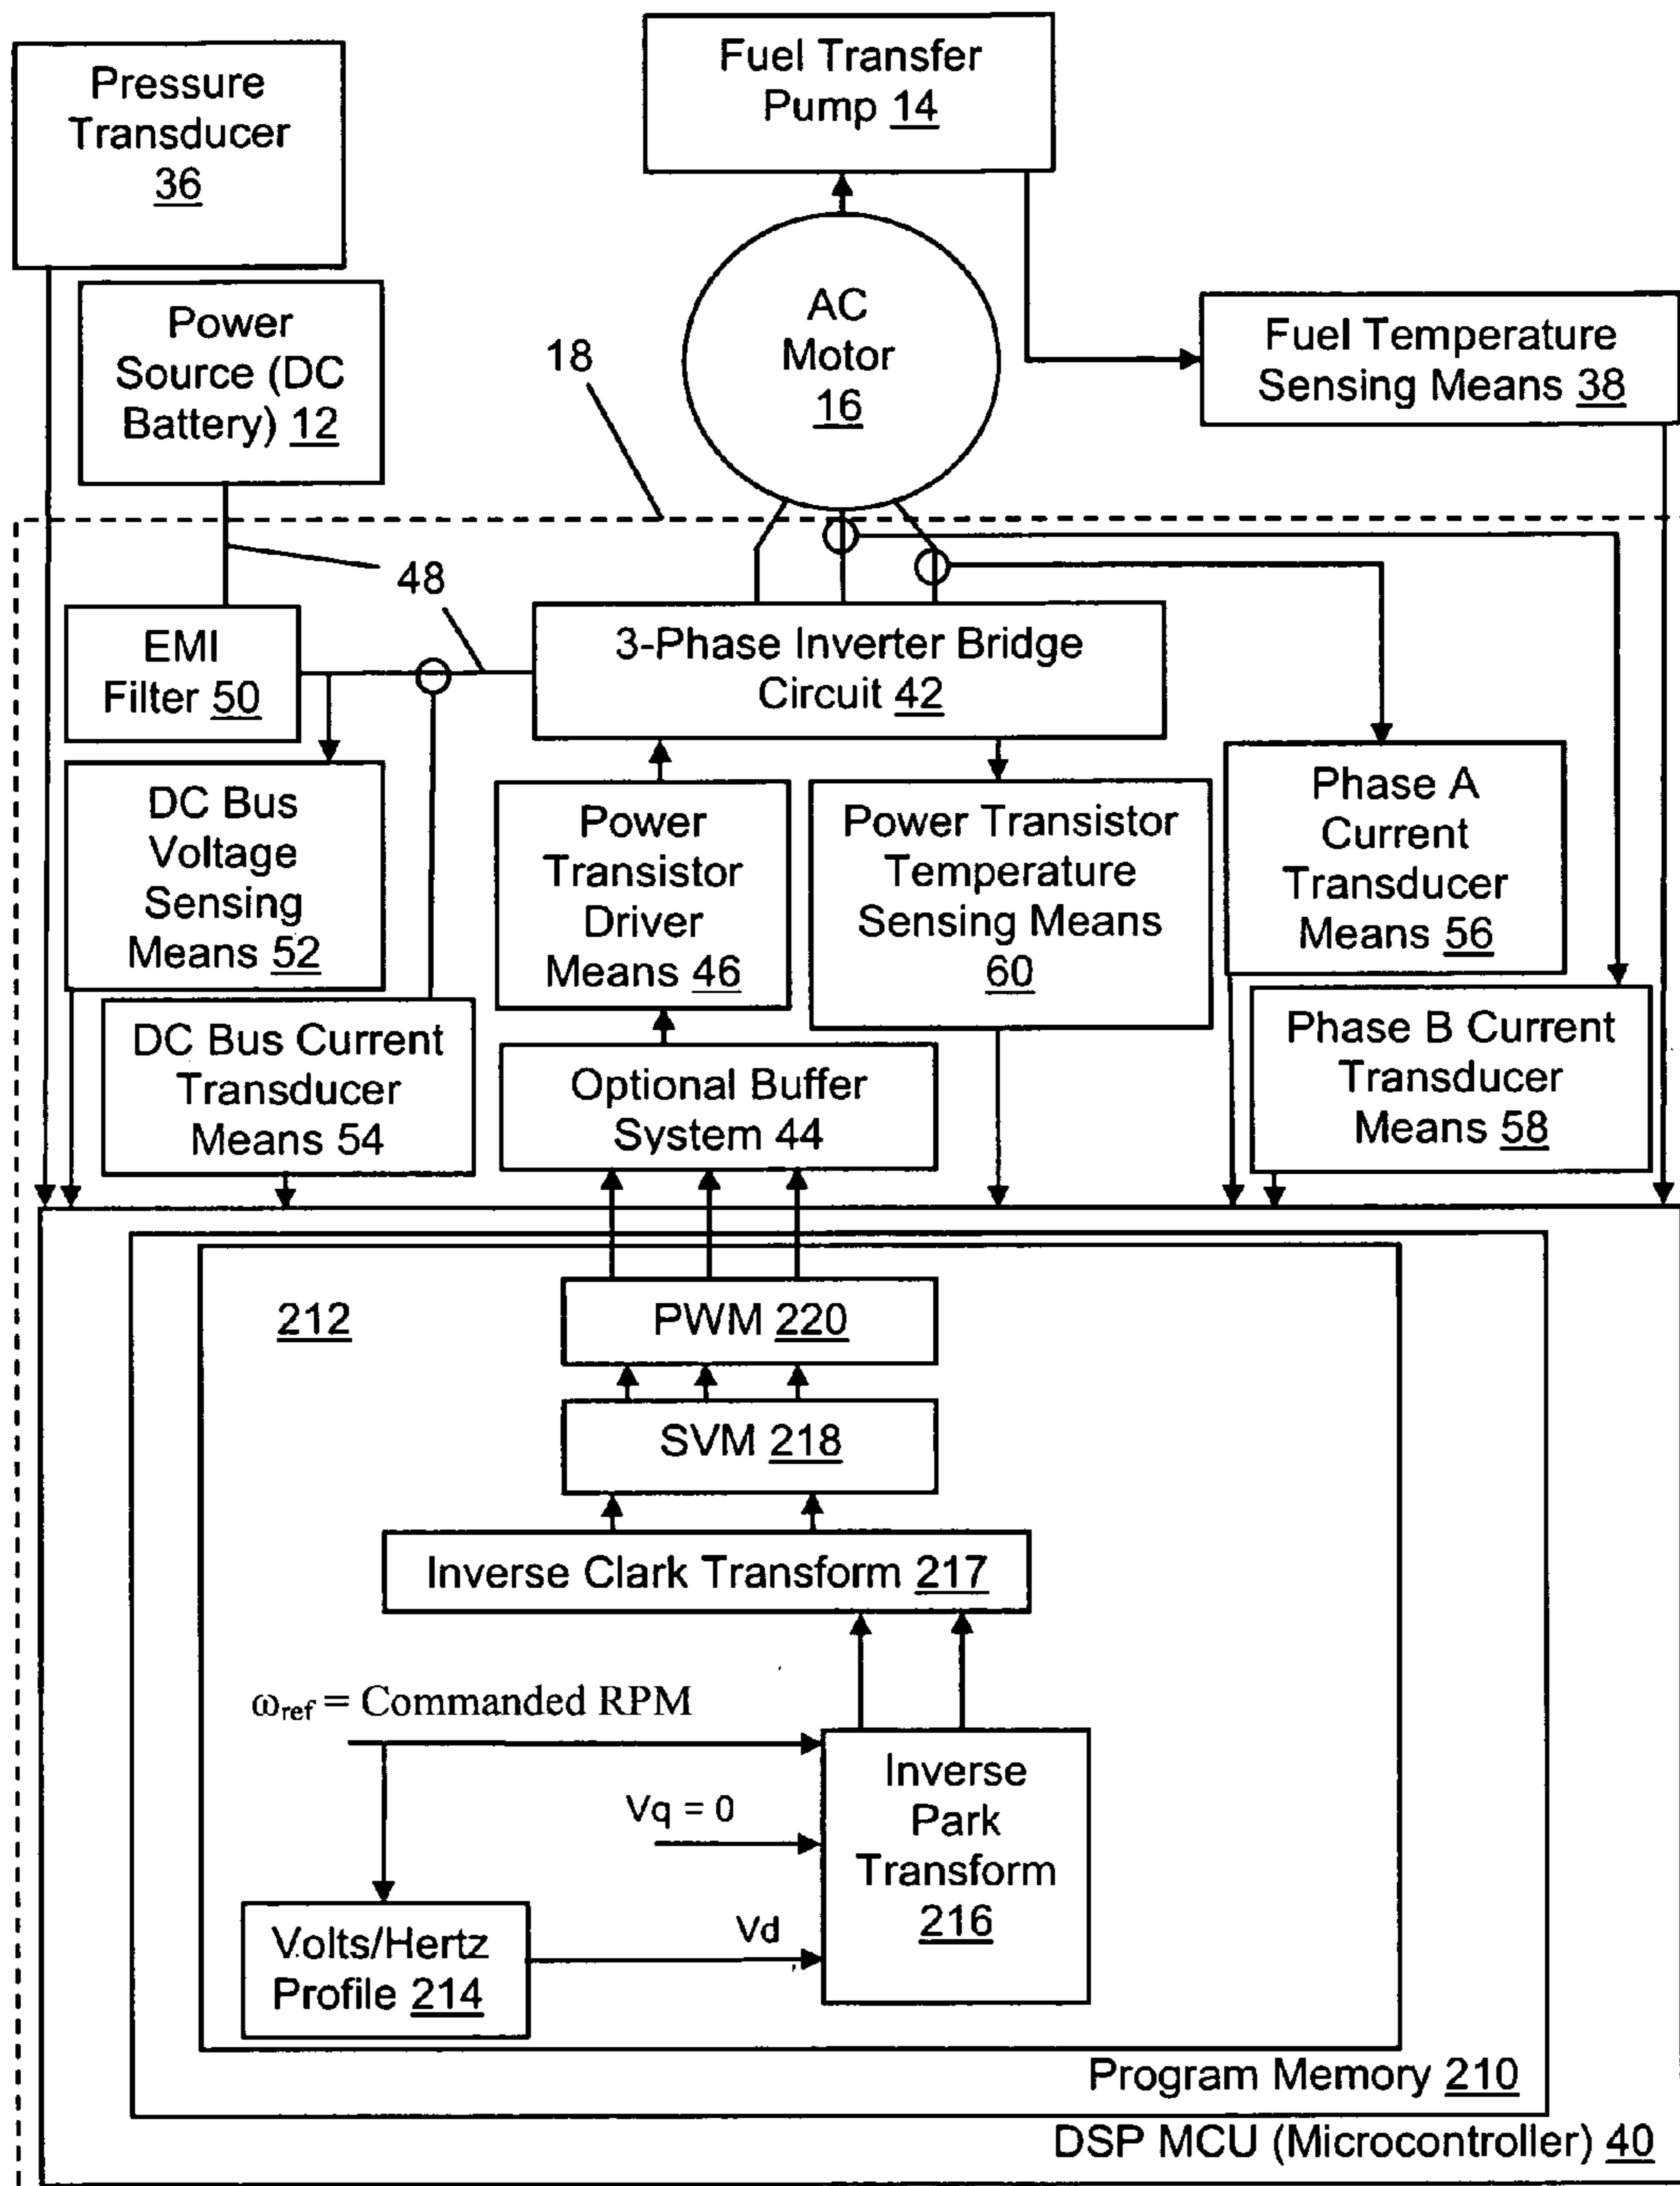 Pressure
Transducer
36
Fuel Transfer
Pump 14
Power
Source (DC
Battery) 12
AC
Motor
16
18
Fuel Temperature
Sensing Means 38
48
EMI
Filter 50
3-Phase Inverter Bridge
Circuit 42
DC Bus
Voltage
Sensing
Means 52
Power
Transistor
Driver
Means 46
Power Transistor
Temperature
Sensing Means
60
Phase A
Current
Transducer
Means 56
DC Bus Current
Transducer
Means 54
Optional Buffer
System 44
Phase B Current
Transducer
Means 58
212
PWM 220
SVM 218
Inverse Clark Transform 217
ωref = Commanded RPM
Vq = 0
Vd
Inverse
Park
Transform
216
Volts/Hertz
Profile 214
Program Memory 210
DSP MCU (Microcontroller) 40